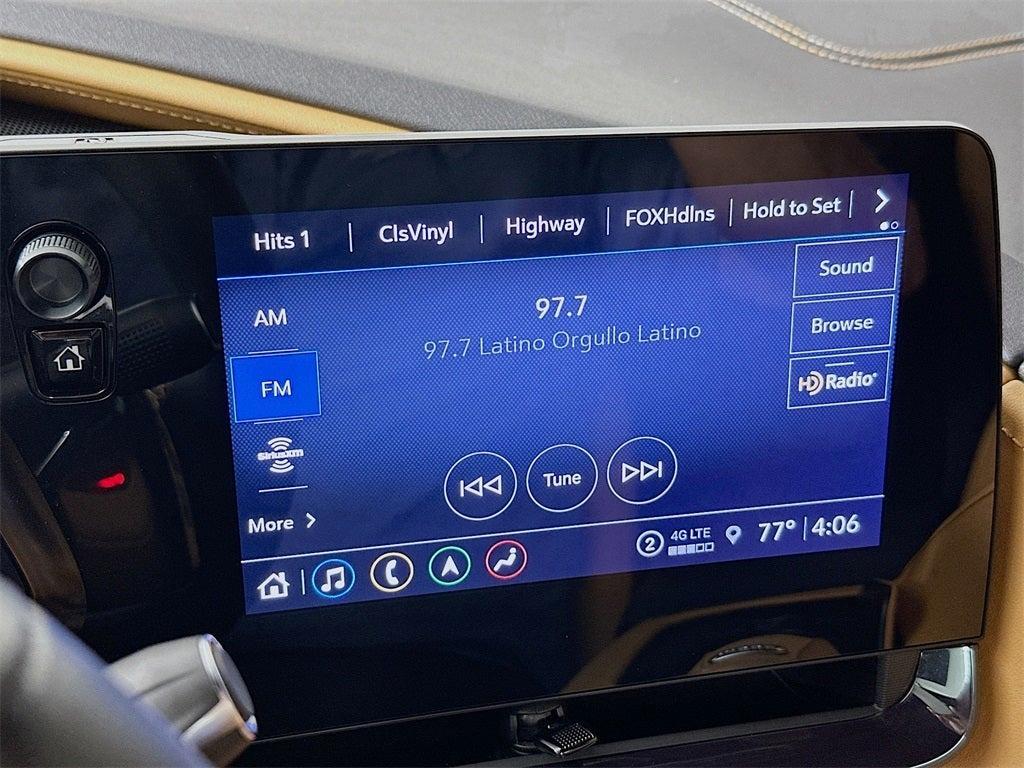 Hits 1 | ClsVinyl | Highway | FOXHdlns | Hold to Set |
AM
FM
SiriusXM
More
97.7
97.7 Latino Orgullo Latino
Tune
Sound
Browse
HD Radio
2 4G LTE 77° | 4:06